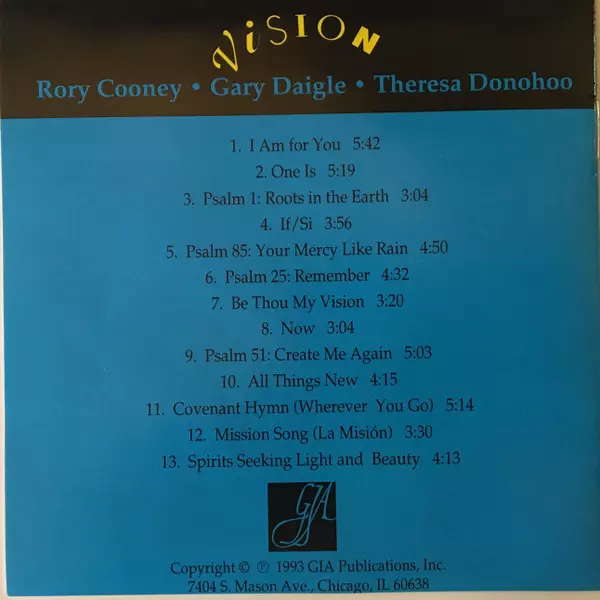 ViSION
Rory Cooney • Gary Daigle • Theresa Donohoo
1. I Am for You 5:42
2. One Is 5:19
3. Psalm 1: Roots in the Earth 3:04
4. If/Si 3:56
5. Psalm 85: Your Mercy Like Rain 4:50
6. Psalm 25: Remember 4:32
7. Be Thou My Vision 3:20
8. Now 3:04
9. Psalm 51: Create Me Again 5:03
10. All Things New 4:15
11. Covenant Hymn (Wherever You Go) 5:14
12. Mission Song (La Misión) 3:30
13. Spirits Seeking Light and Beauty 4:13
GIA
Copyright © ℗ 1993 GIA Publications, Inc.
7404 S. Mason Ave., Chicago, IL 60638